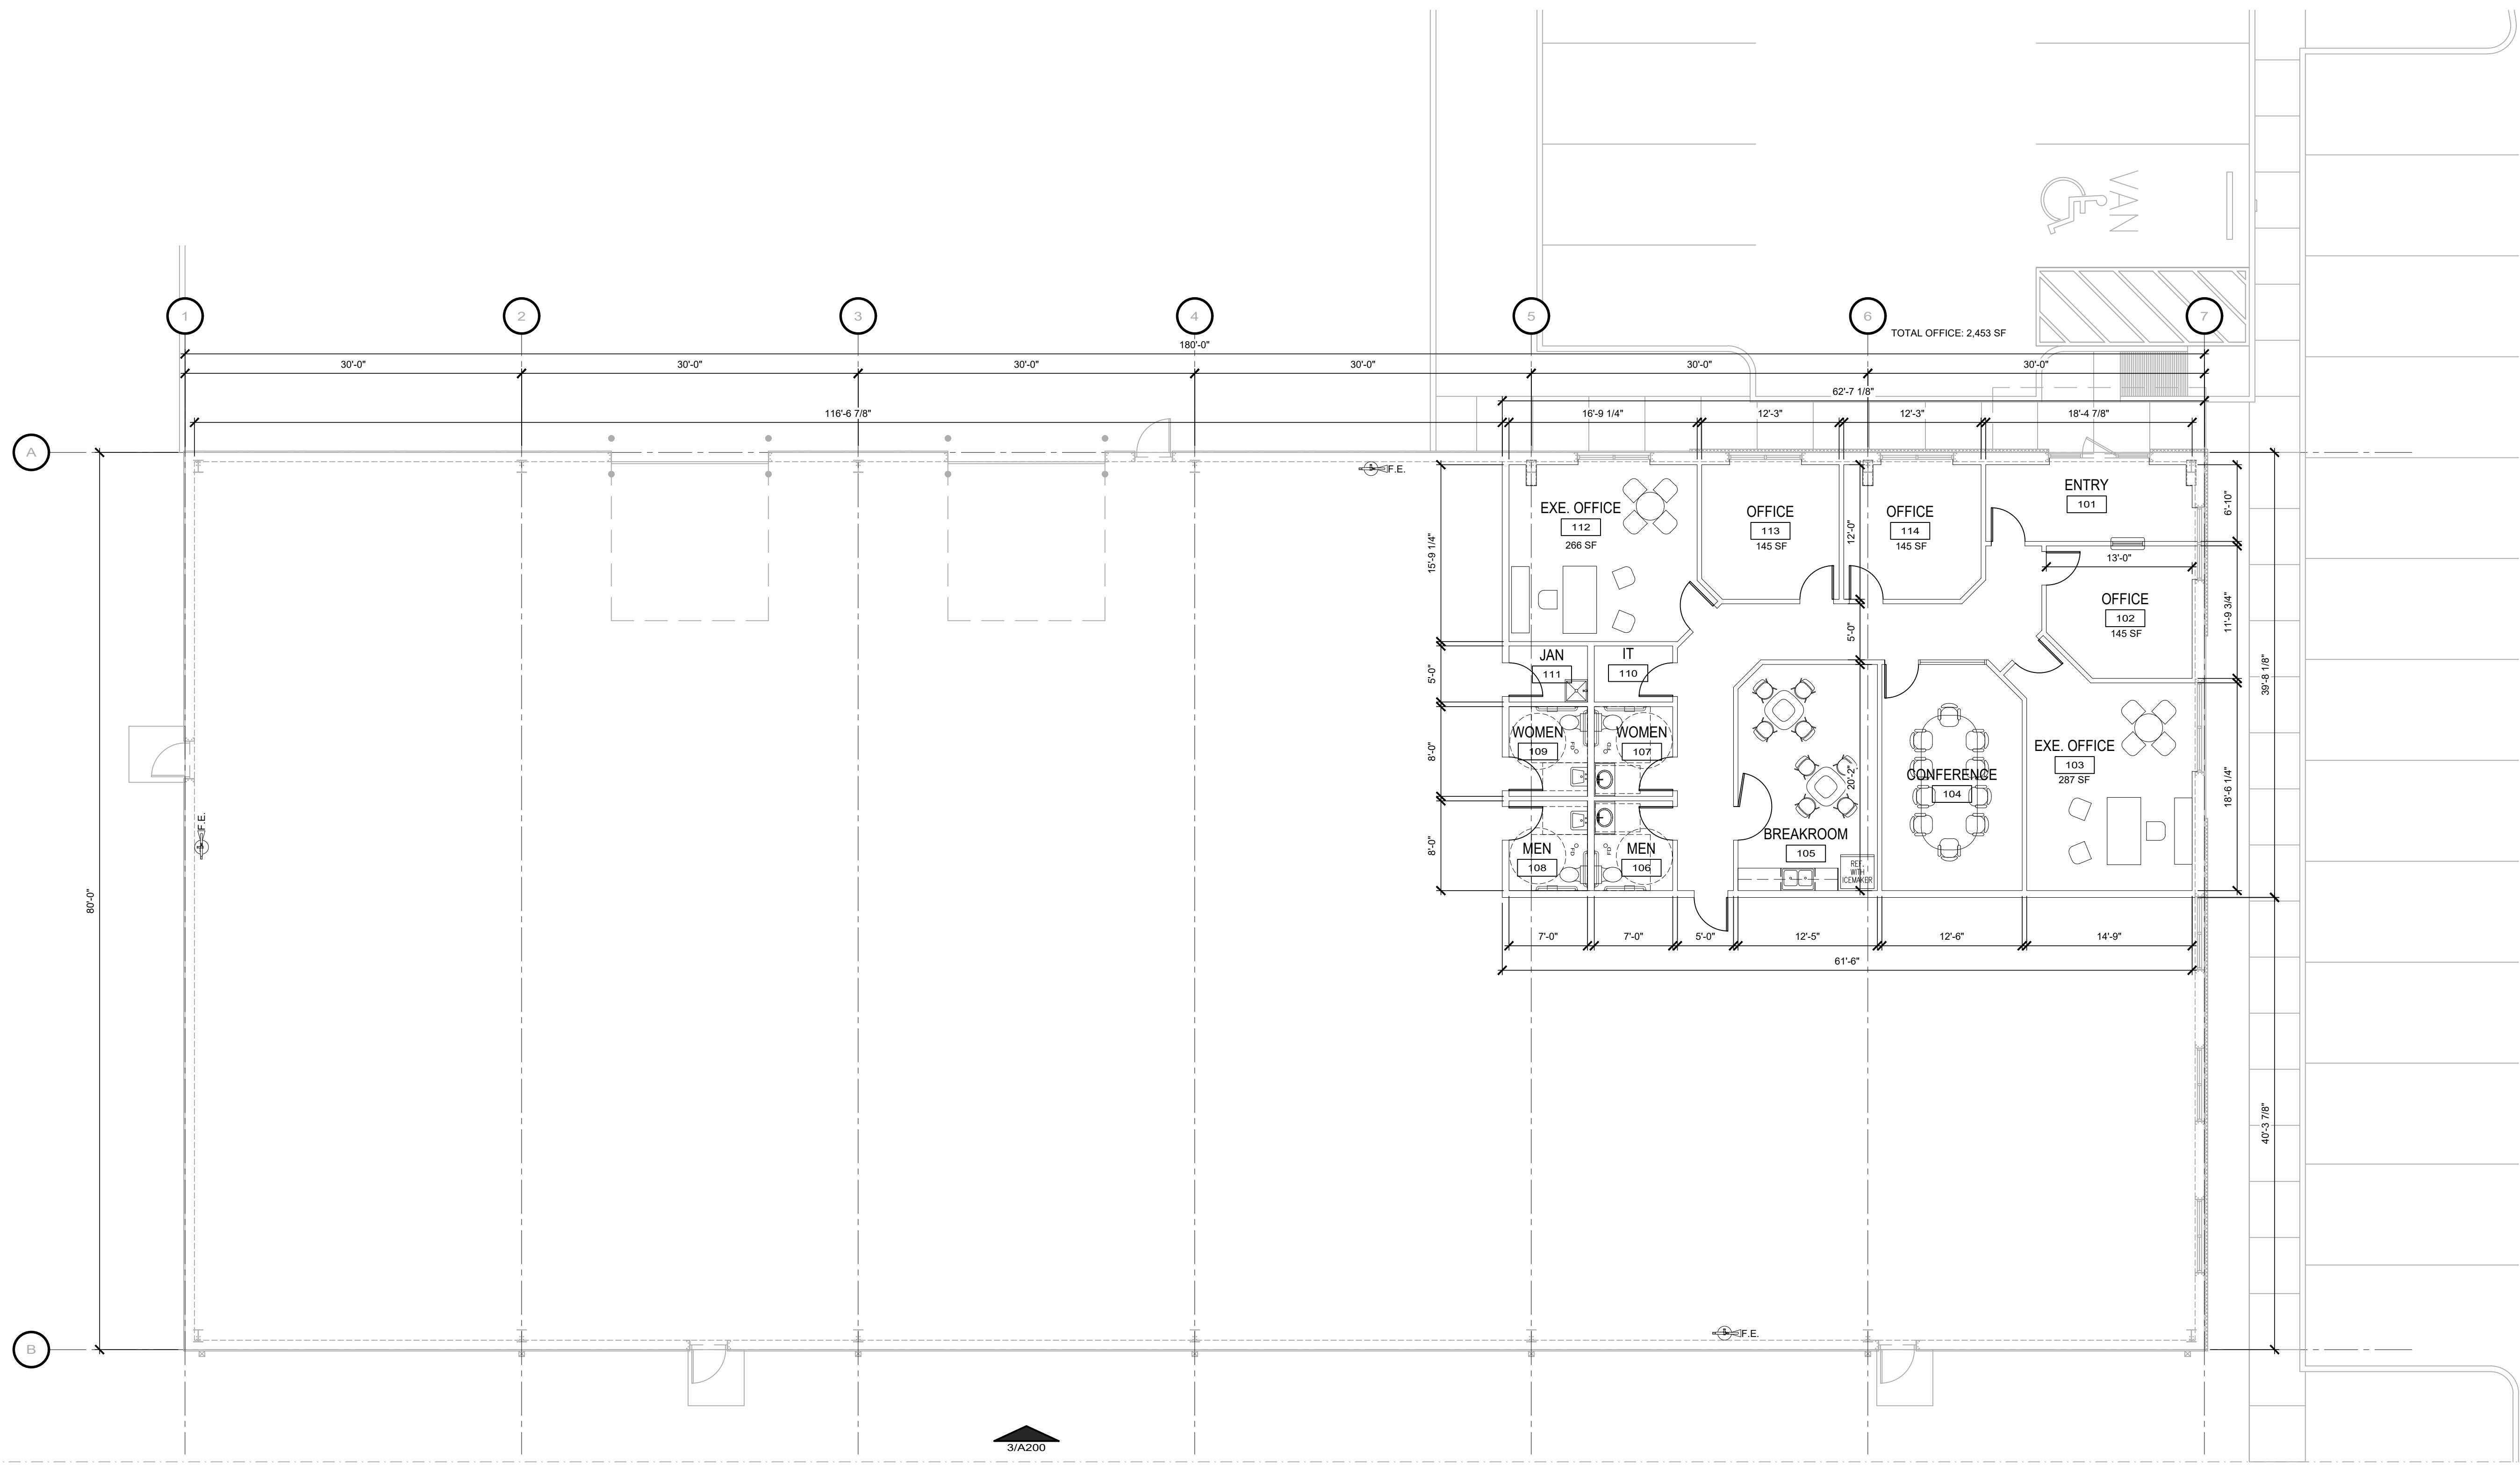 VAN
1
2
3
4
5
6
7
TOTAL OFFICE: 2,453 SF
180'-0"
30'-0"
30'-0"
30'-0"
30'-0"
30'-0"
30'-0"
62'-7 1/8"
116'-6 7/8"
16'-9 1/4"
12'-3"
12'-3"
18'-4 7/8"
A
F.E.
EXE. OFFICE
112
266 SF
OFFICE
113
145 SF
OFFICE
114
145 SF
ENTRY
101
6'-10"
12'-0"
15'-9 1/4"
13'-0"
OFFICE
102
145 SF
11'-9 3/4"
5'-0"
JAN
111
IT
110
5'-0"
39'-8 1/8"
WOMEN
109
WOMEN
107
FD
FD
8'-0"
EXE. OFFICE
103
287 SF
CONFERENCE
104
20'-2"
18'-6 1/4"
BREAKROOM
105
REF.
WITH
ICEMAKER
MEN
108
MEN
106
FD
FD
8'-0"
F.E.
80'-0"
7'-0"
7'-0"
5'-0"
12'-5"
12'-6"
14'-9"
61'-6"
40'-3 7/8"
F.E.
B
3/A200